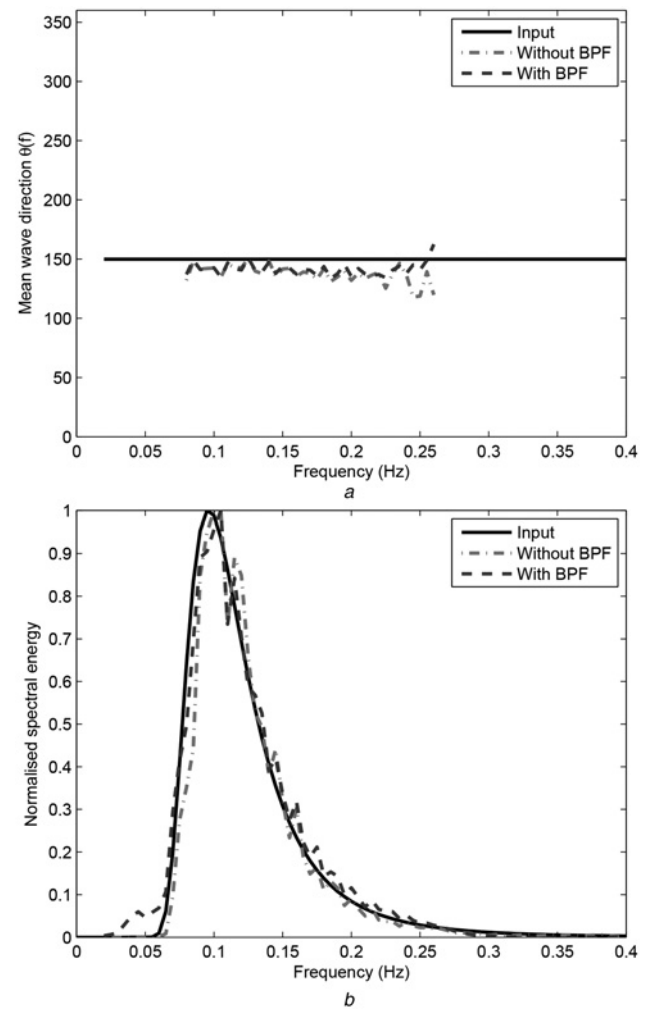 350
300
250
200
150
100
50
0
Mean wave direction θ(f)
Input
Without BPF
With BPF
0 0.05 0.1 0.15 0.2 0.25 0.3 0.35 0.4
Frequency (Hz)
a
1
0.9
0.8
0.7
0.6
0.5
0.4
0.3
0.2
0.1
0
Normalised spectral energy
Input
Without BPF
With BPF
0 0.05 0.1 0.15 0.2 0.25 0.3 0.35 0.4
Frequency (Hz)
b